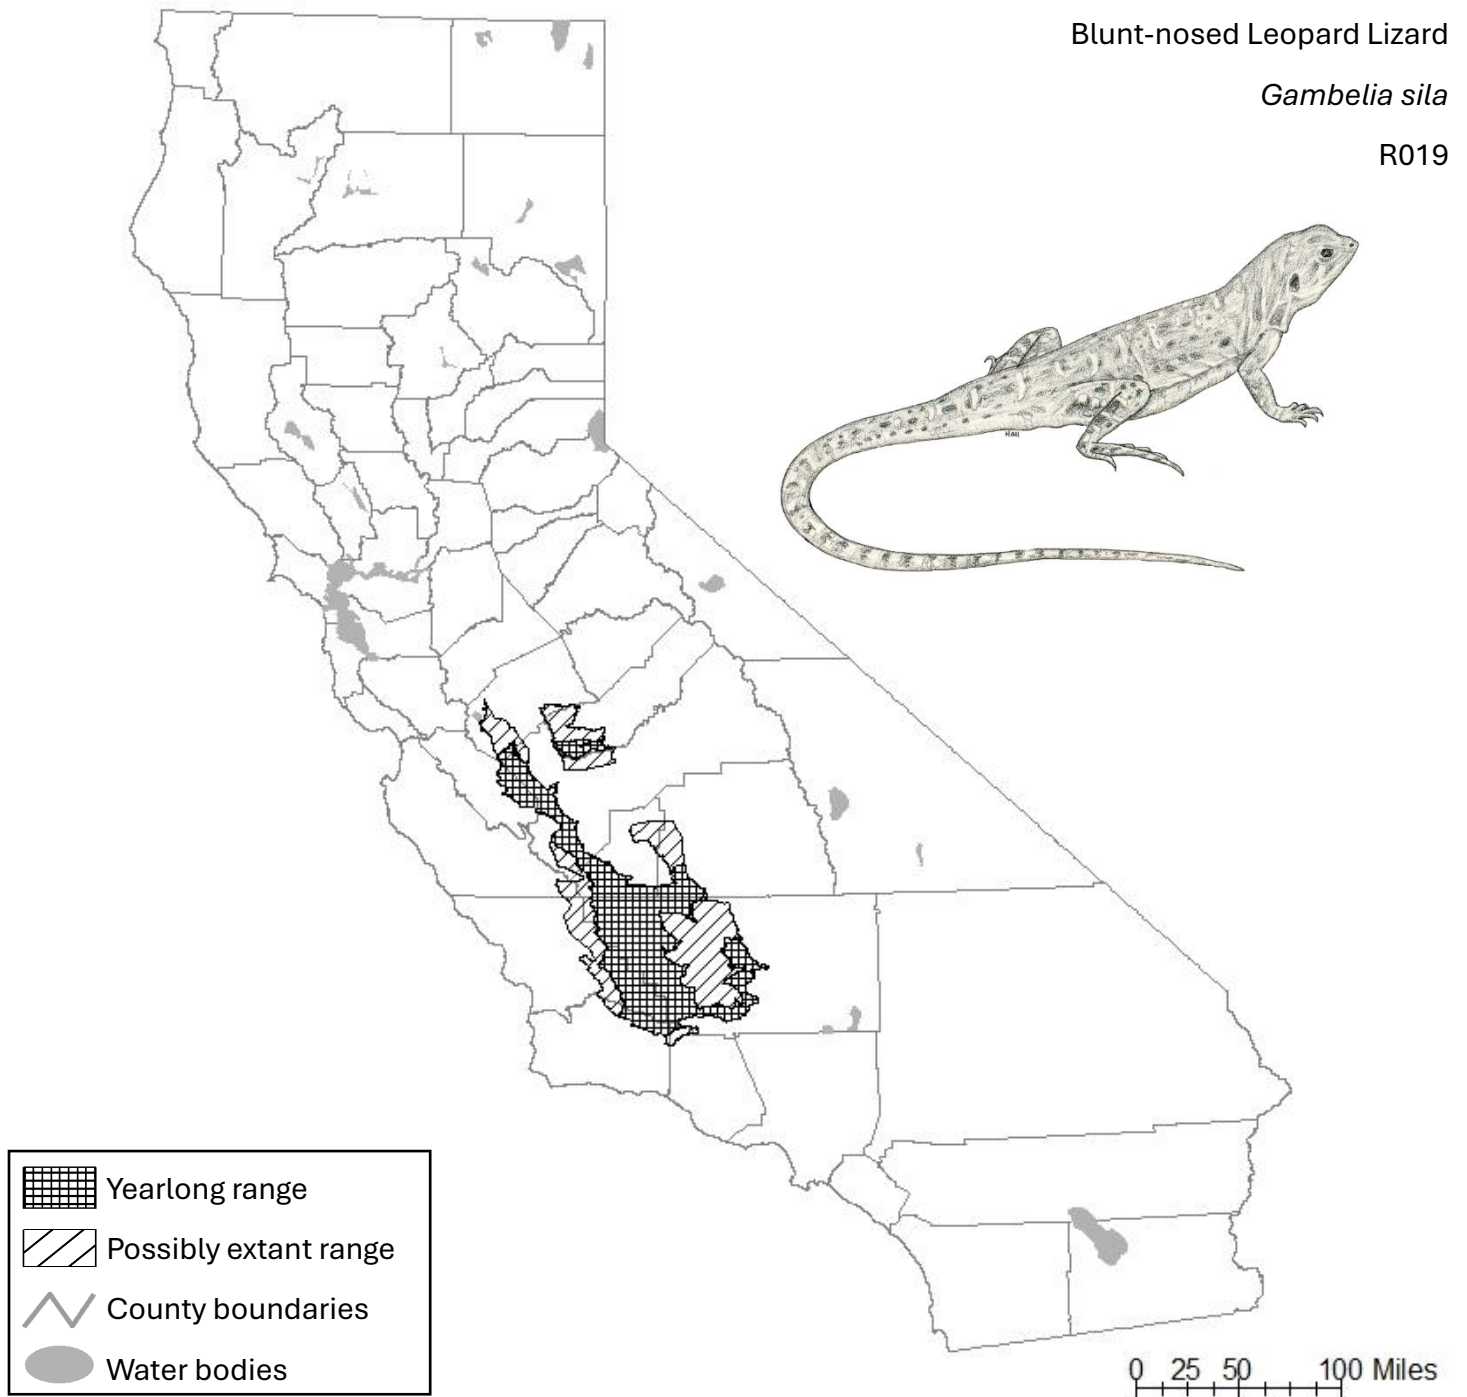 Blunt-nosed Leopard Lizard
Gambelia sila
R019
Yearlong range
Possibly extant range
County boundaries
Water bodies
0 25 50 100 Miles